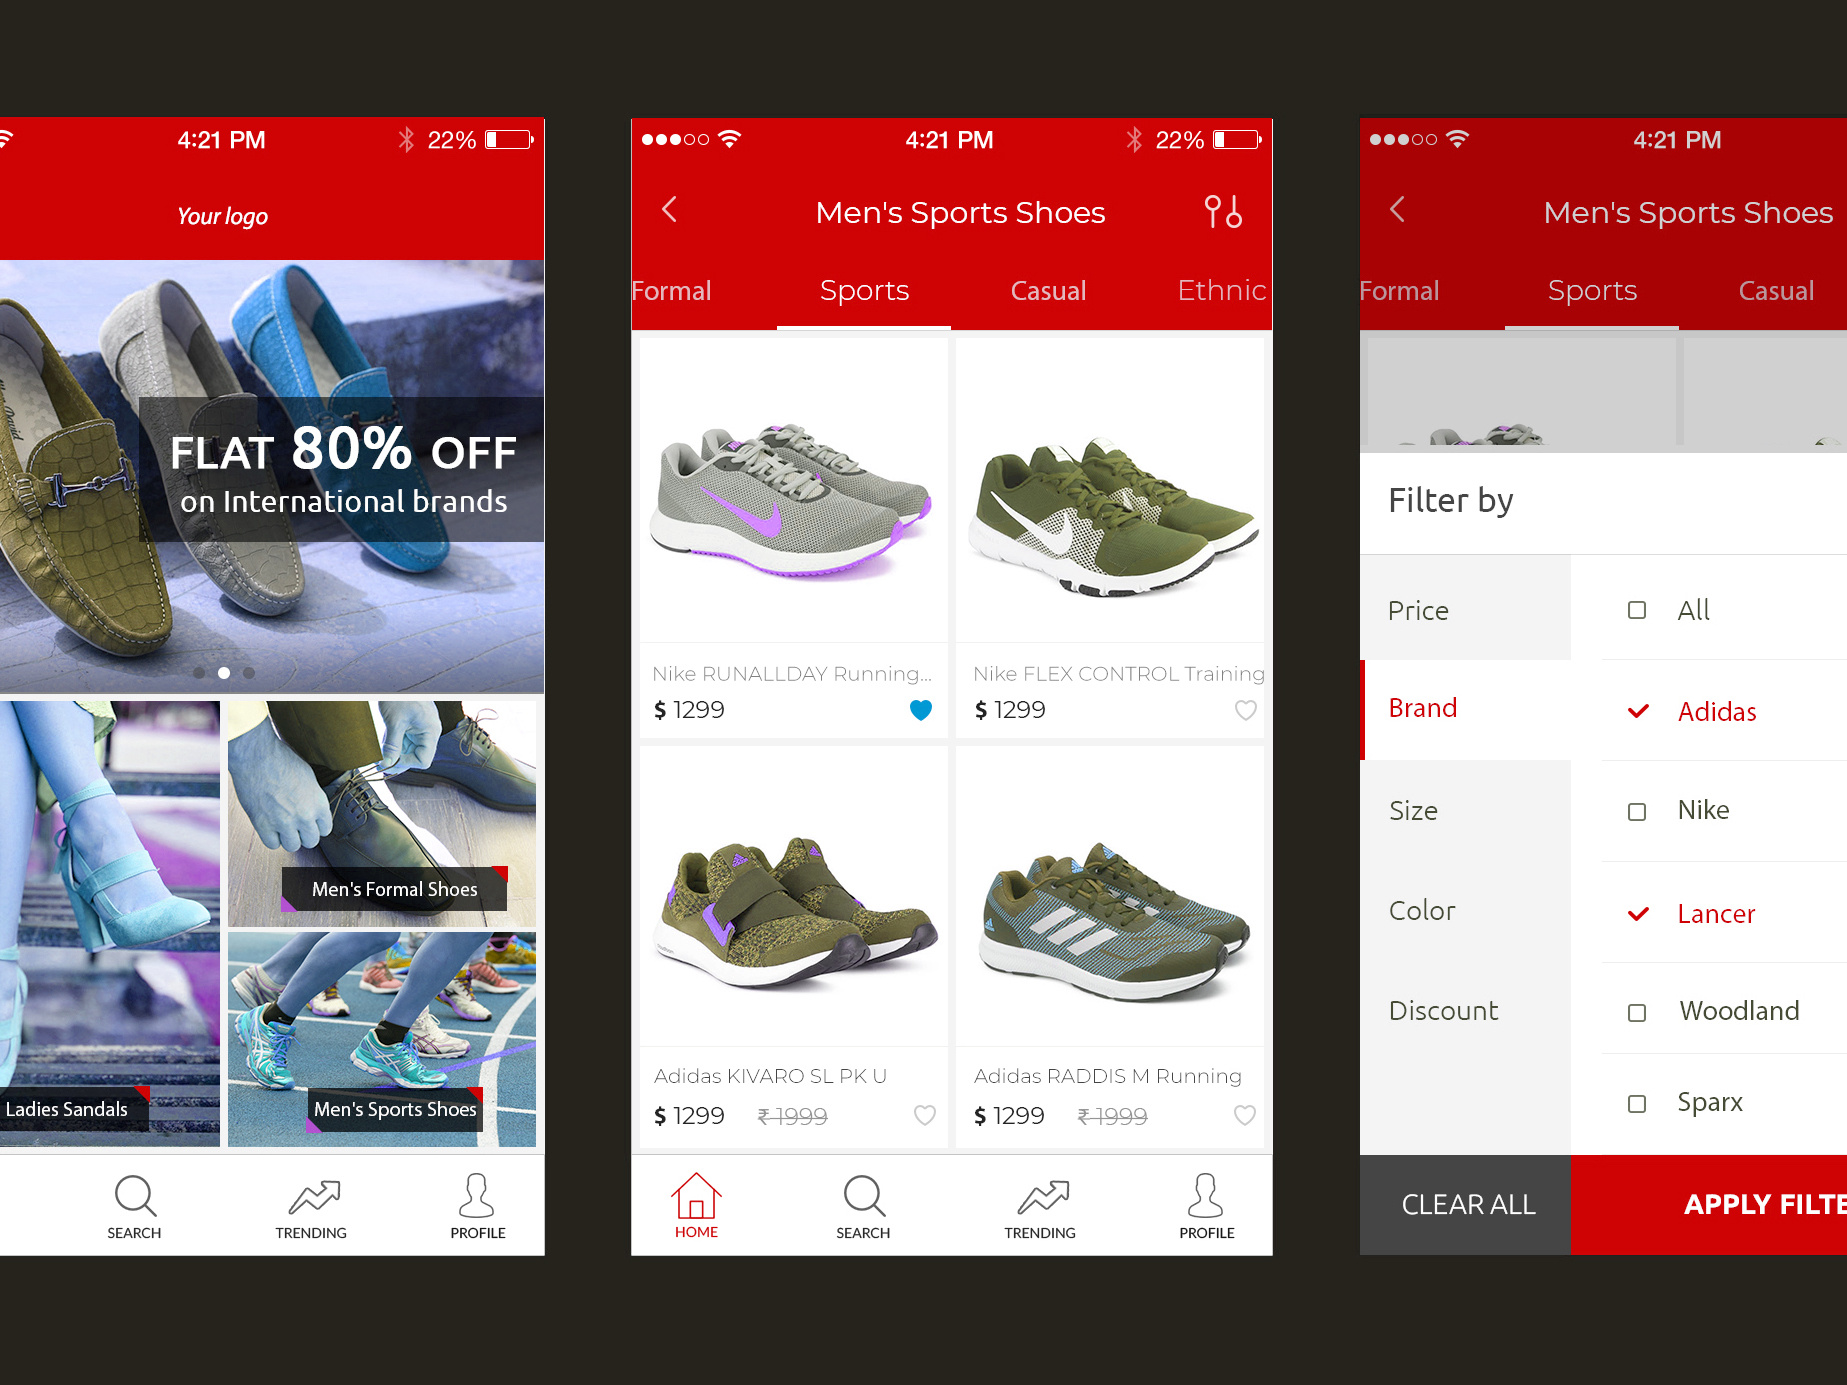 4:21 PM
22%
Your logo
FLAT 80% OFF
on International brands
Men's Formal Shoes
Ladies Sandals
Men's Sports Shoes
SEARCH
TRENDING
PROFILE
4:21 PM
22%
Men's Sports Shoes
Formal
Sports
Casual
Ethnic
Nike RUNALLDAY Running...
$ 1299
Nike FLEX CONTROL Training
$ 1299
Adidas KIVARO SL PK U
$ 1299 ₹ 1999
Adidas RADDIS M Running
$ 1299 ₹ 1999
HOME
SEARCH
TRENDING
PROFILE
4:21 PM
Men's Sports Shoes
Formal
Sports
Casual
Filter by
Price
Brand
Size
Color
Discount
All
Adidas
Nike
Lancer
Woodland
Sparx
CLEAR ALL
APPLY FILTE